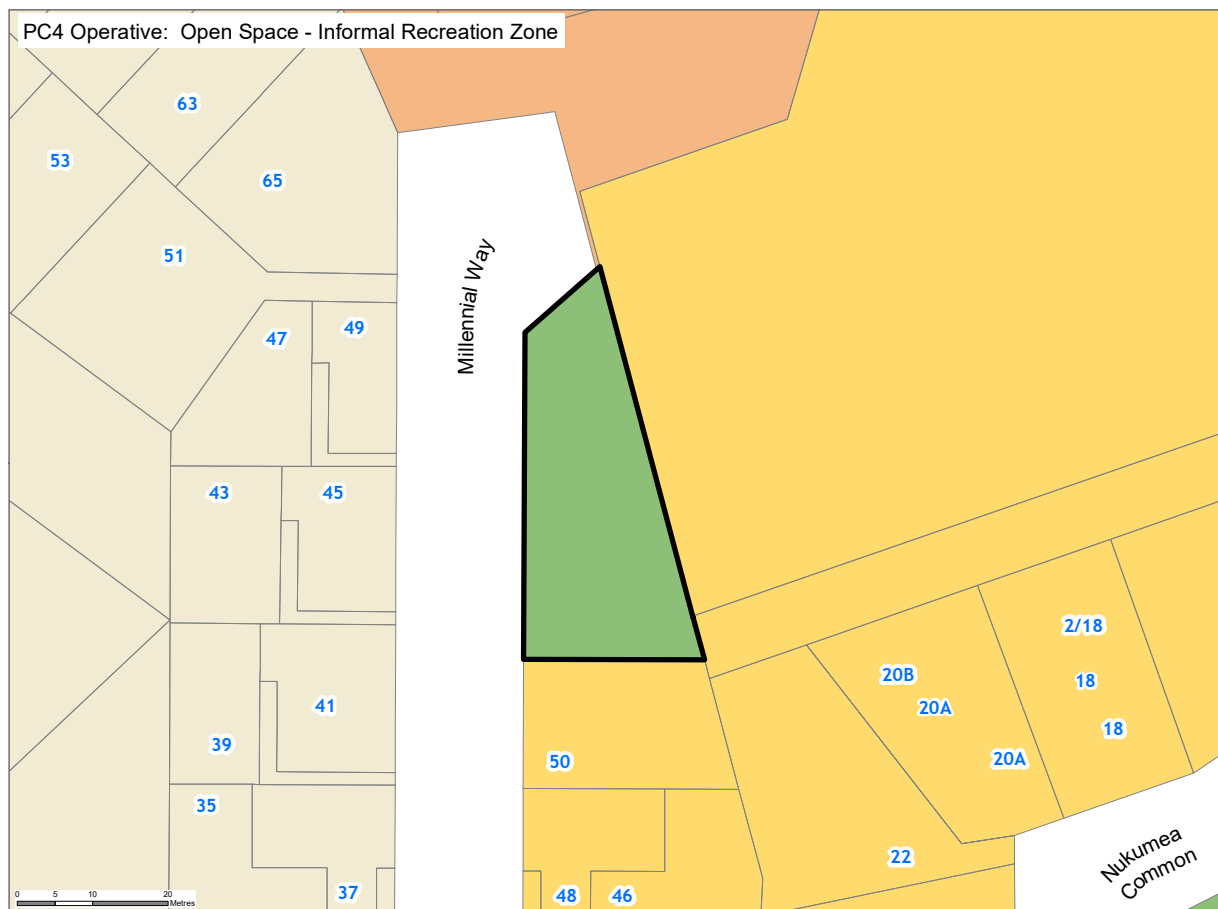 PC4 Operative: Open Space - Informal Recreation Zone
63
53
65
51
Millennial Way
47
49
43
45
2/18
20B
18
20A
41
18
39
50
20A
35
22
Nukumea
Common
37
48
46
0 5 10 20
Metres